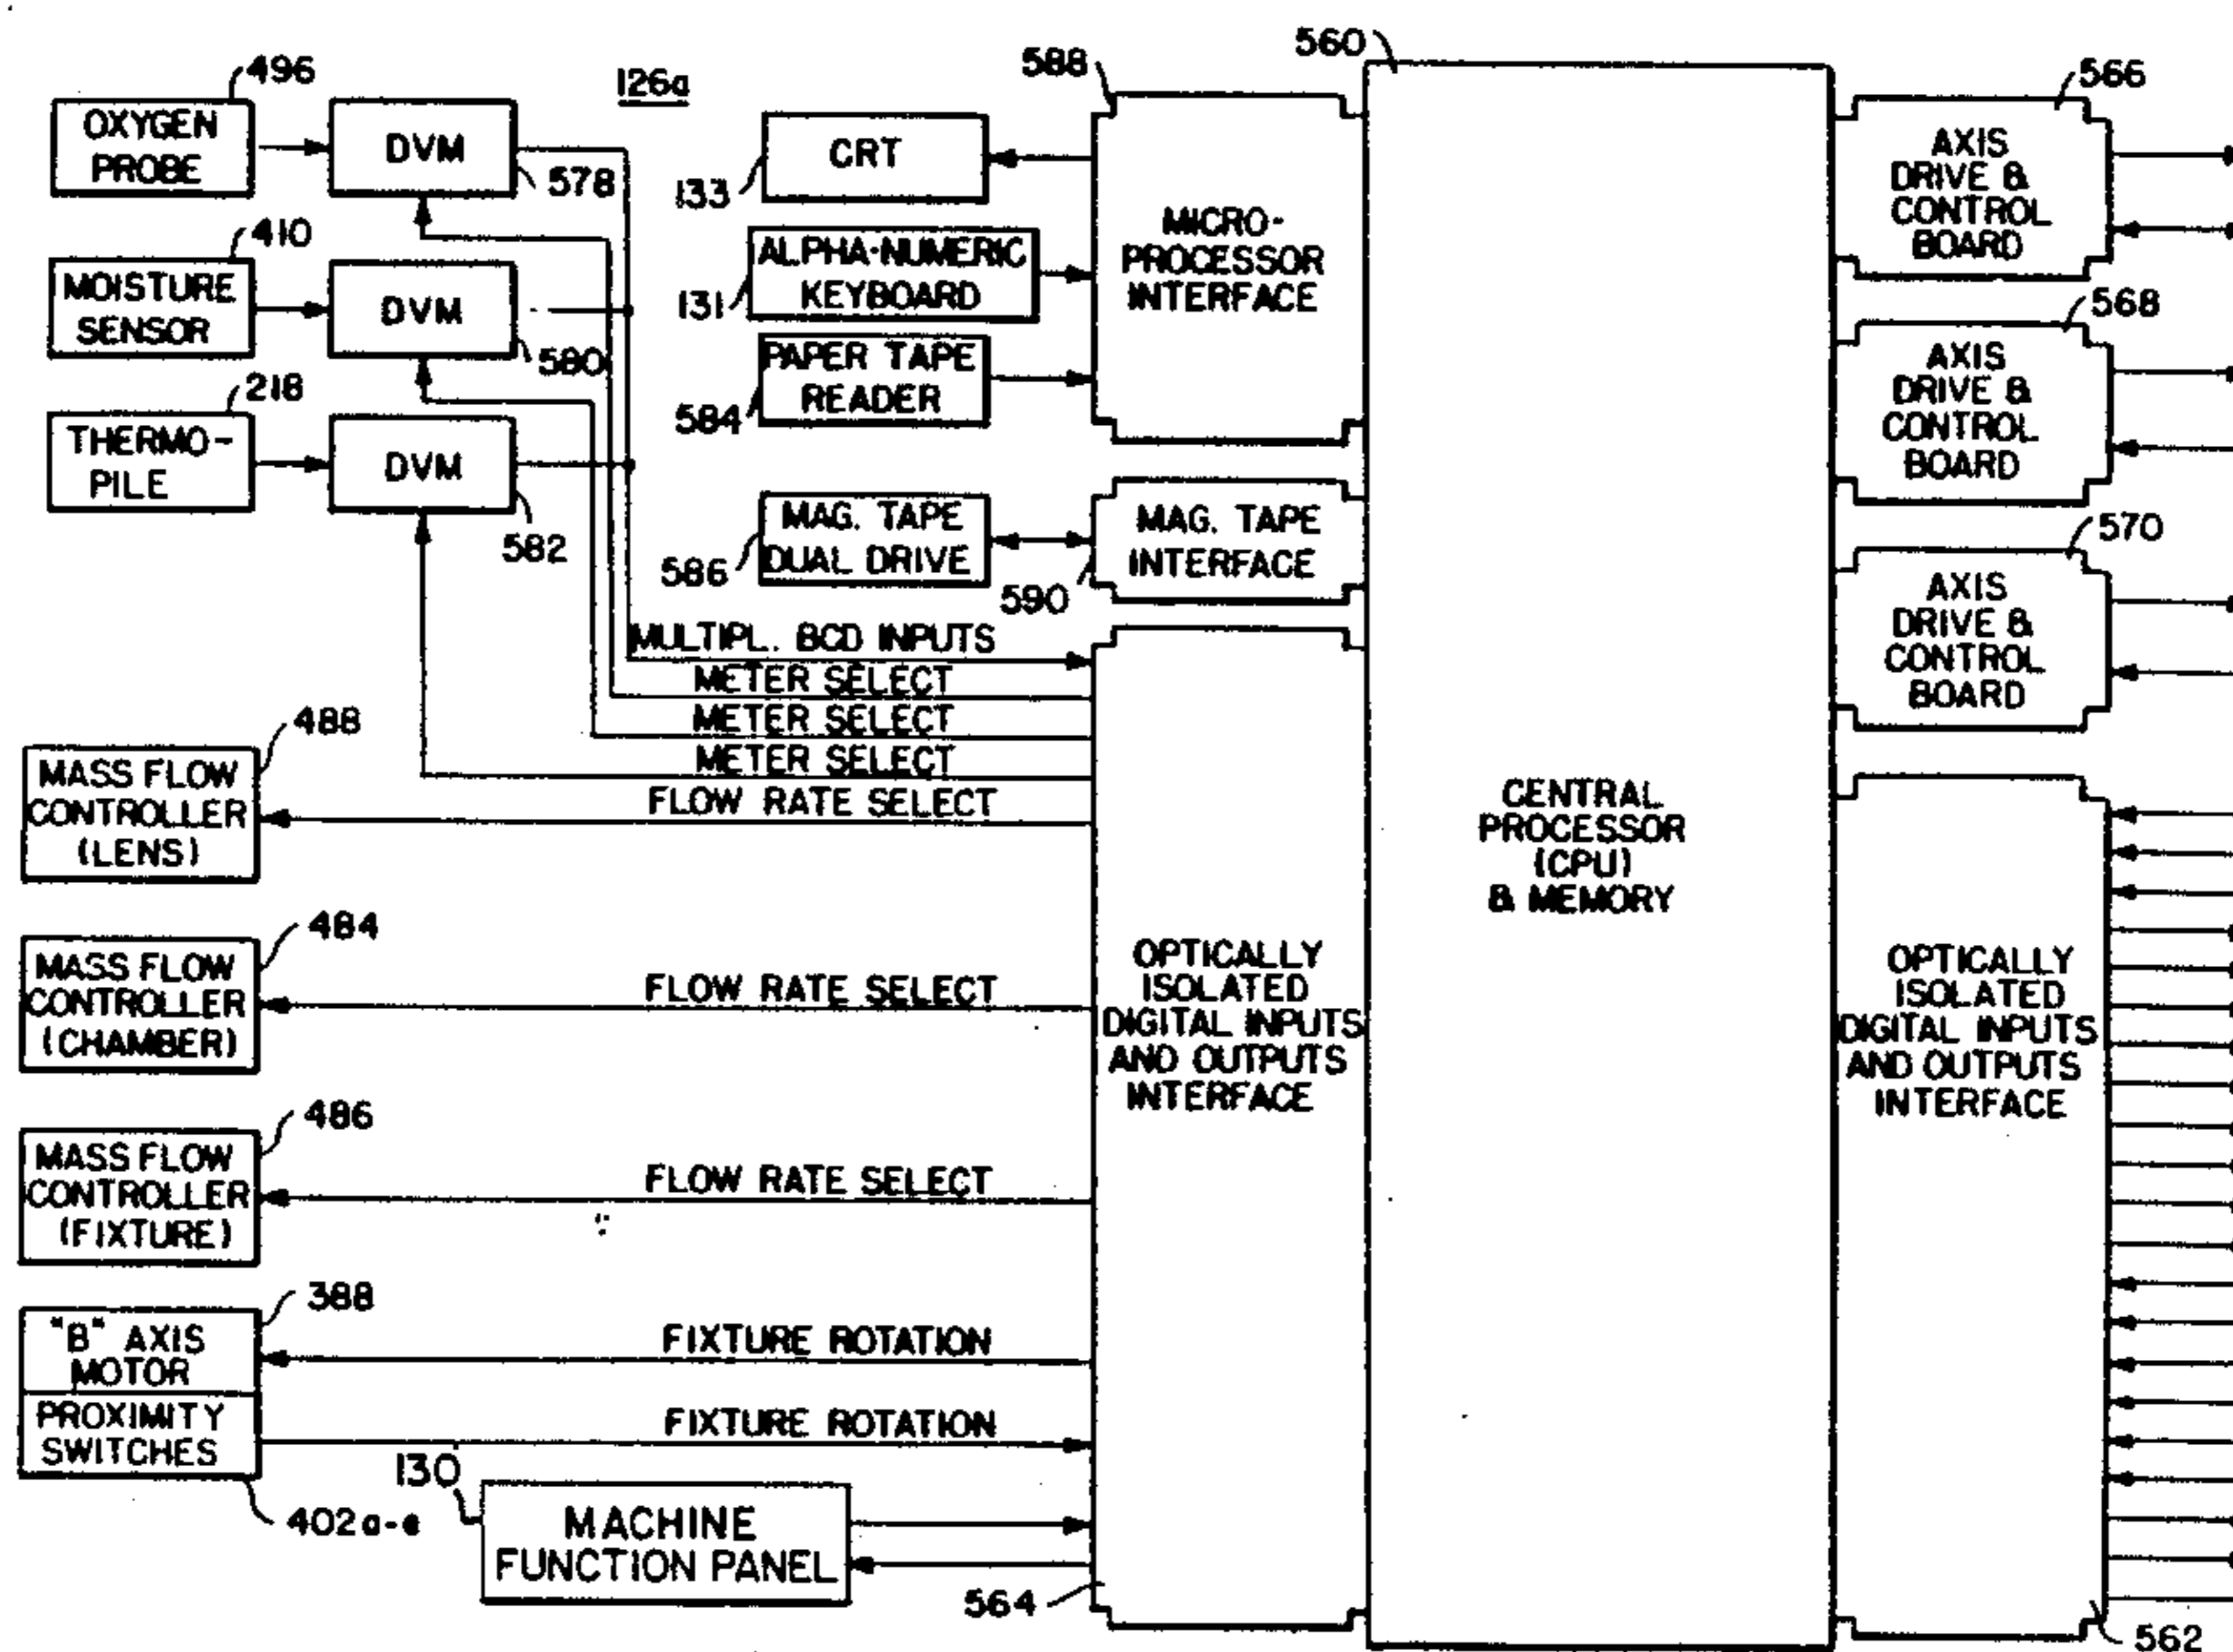 126a
496
OXYGEN
PROBE
DVM
578
410
MOISTURE
SENSOR
DVM
580
218
THERMO-
PILE
DVM
582
CRT
133
ALPHA-NUMERIC
KEYBOARD
131
PAPER TAPE
READER
584
MAG. TAPE
DUAL DRIVE
586
588
MICRO-
PROCESSOR
INTERFACE
MAG. TAPE
INTERFACE
590
MULTIPL. BCD INPUTS
METER SELECT
METER SELECT
METER SELECT
FLOW RATE SELECT
488
MASS FLOW
CONTROLLER
(LENS)
484
MASS FLOW
CONTROLLER
(CHAMBER)
FLOW RATE SELECT
486
MASS FLOW
CONTROLLER
(FIXTURE)
FLOW RATE SELECT
388
"B" AXIS
MOTOR
FIXTURE ROTATION
PROXIMITY
SWITCHES
FIXTURE ROTATION
402a-e
130
MACHINE
FUNCTION PANEL
OPTICALLY
ISOLATED
DIGITAL INPUTS
AND OUTPUTS
INTERFACE
564
560
CENTRAL
PROCESSOR
(CPU)
& MEMORY
566
AXIS
DRIVE &
CONTROL
BOARD
568
AXIS
DRIVE &
CONTROL
BOARD
570
AXIS
DRIVE &
CONTROL
BOARD
OPTICALLY
ISOLATED
DIGITAL INPUTS
AND OUTPUTS
INTERFACE
562